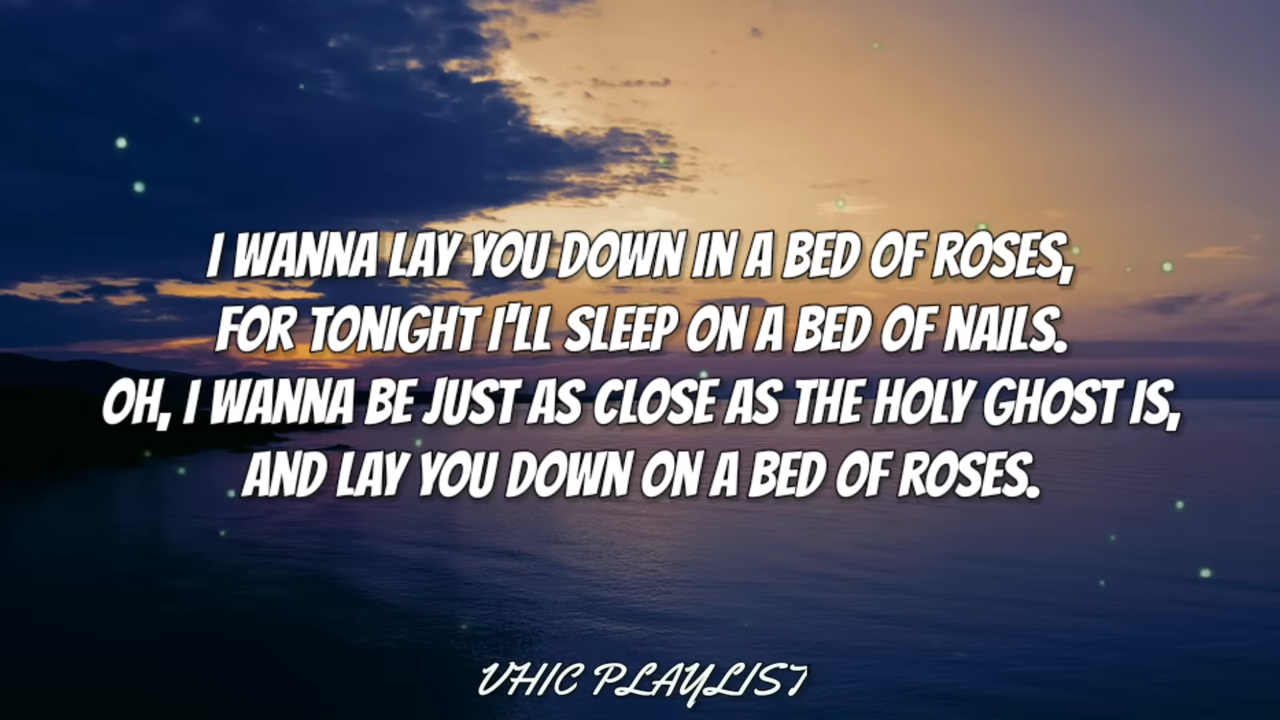 I WANNA LAY YOU DOWN IN A BED OF ROSES,
FOR TONIGHT I'LL SLEEP ON A BED OF NAILS.
OH, I WANNA BE JUST AS CLOSE AS THE HOLY GHOST IS,
AND LAY YOU DOWN ON A BED OF ROSES.
VHIC PLAYLIST